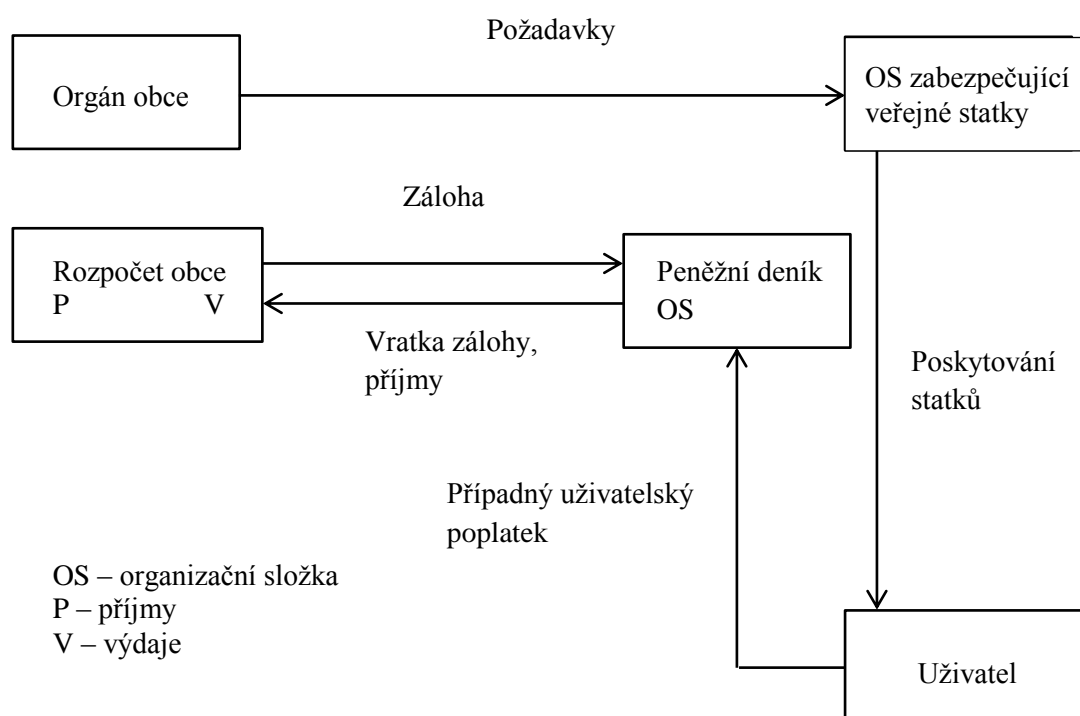 Požadavky
Orgán obce
OS zabezpečující
veřejné statky
Záloha
Rozpočet obce
P V
Peněžní deník
OS
Vratka zálohy,
příjmy
Poskytování
statků
Případný uživatelský
poplatek
OS – organizační složka
P – příjmy
V – výdaje
Uživatel